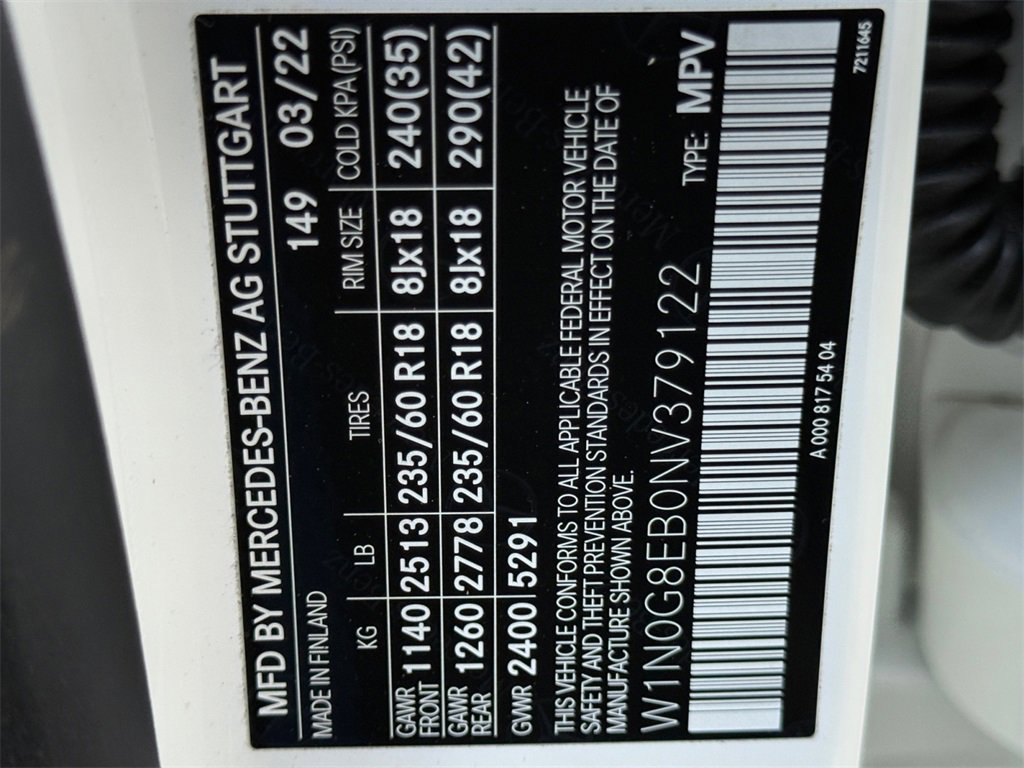 MFD BY MERCEDES-BENZ AG STUTTGART
MADE IN FINLAND 149 03/22
KG LB TIRES RIM SIZE COLD KPA(PSI)
GAWR FRONT 1140 2513 235/60 R18 8Jx18 240(35)
GAWR REAR 1260 2778 235/60 R18 8Jx18 290(42)
GVWR 2400 5291
THIS VEHICLE CONFORMS TO ALL APPLICABLE FEDERAL MOTOR VEHICLE
SAFETY AND THEFT PREVENTION STANDARDS IN EFFECT ON THE DATE OF
MANUFACTURE SHOWN ABOVE.
W1N0G8EB0NV379122 TYPE: MPV
A 000 817 54 04 7211645